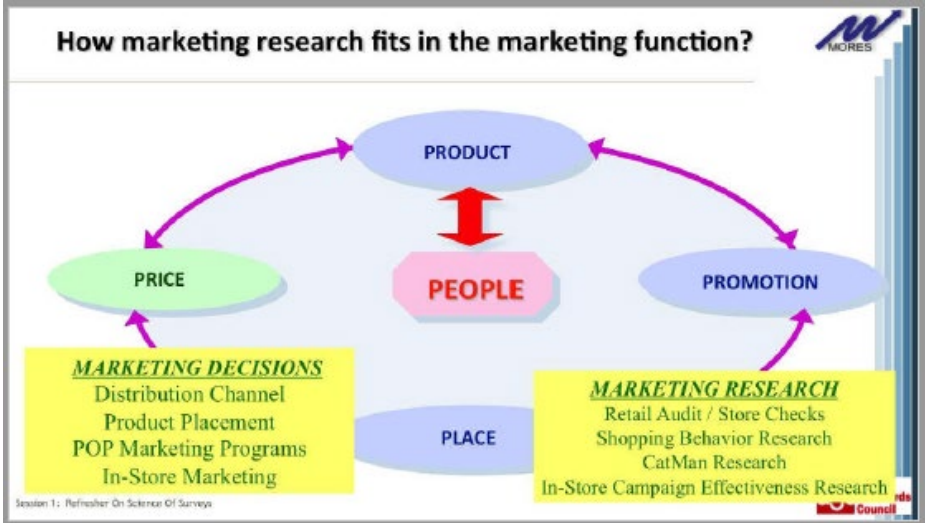 How marketing research fits in the marketing function?
MORES
PRODUCT
PRICE
PEOPLE
PROMOTION
MARKETING DECISIONS
Distribution Channel
Product Placement
POP Marketing Programs
In-Store Marketing
PLACE
MARKETING RESEARCH
Retail Audit / Store Checks
Shopping Behavior Research
CatMan Research
In-Store Campaign Effectiveness Research
Session 1: Refresher On Science Of Surveys
Council